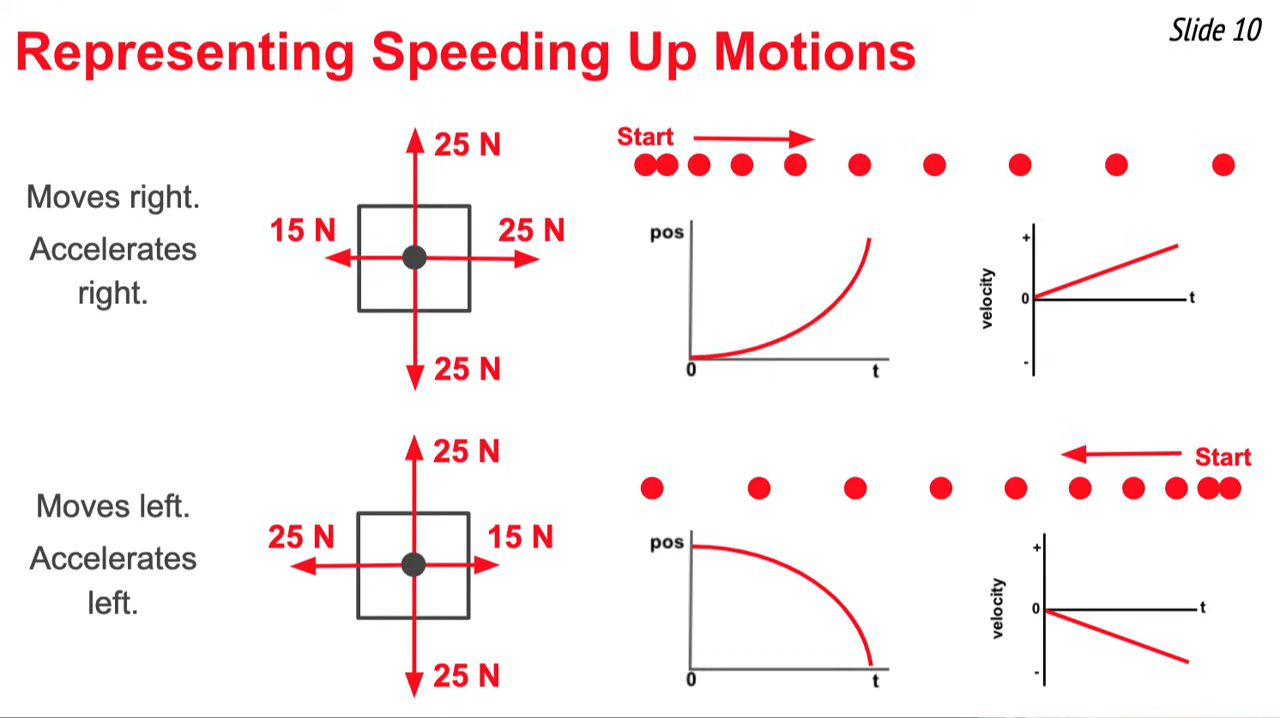 Slide 10
Representing Speeding Up Motions
Moves right.
Accelerates
right.
25 N
15 N
25 N
25 N
Start
pos
0
t
velocity
+
0
-
t
Moves left.
Accelerates
left.
25 N
25 N
15 N
25 N
Start
pos
0
t
velocity
+
0
-
t